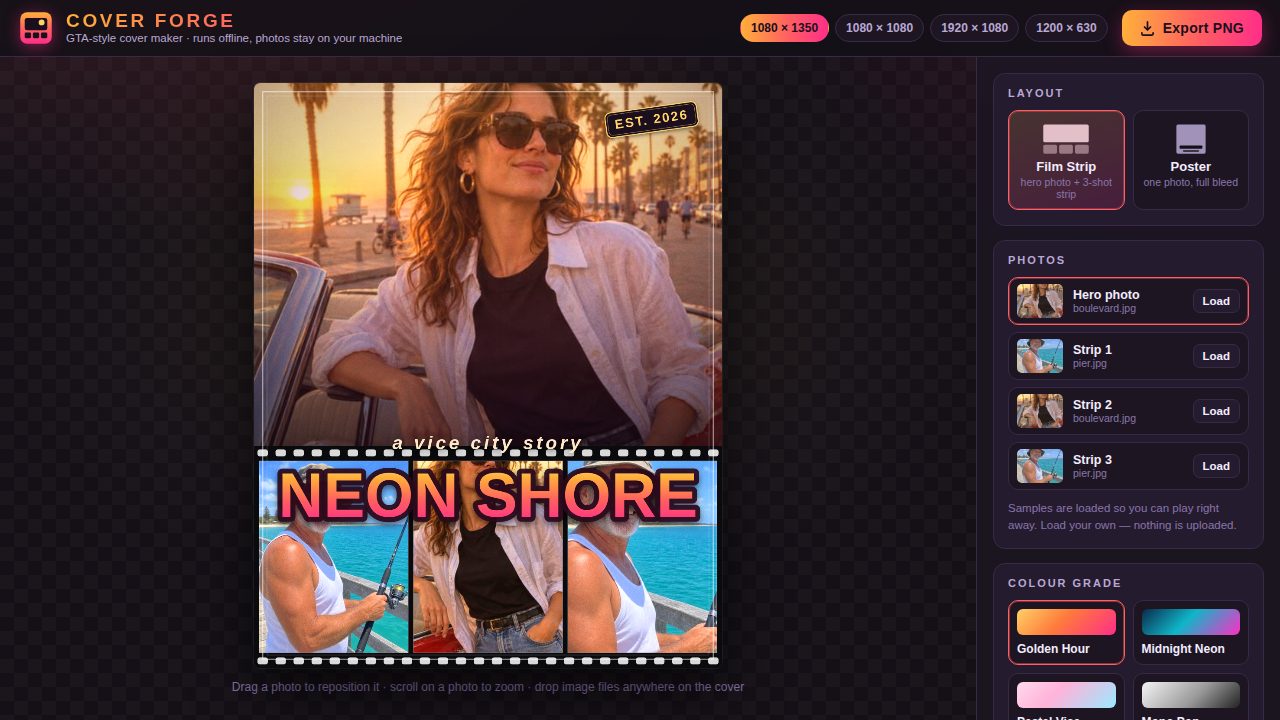 COVER FORGE
GTA-style cover maker · runs offline, photos stay on your machine
1080 × 1350
1080 × 1080
1920 × 1080
1200 × 630
Export PNG
EST. 2026
a vice city story
NEON SHORE
Drag a photo to reposition it · scroll on a photo to zoom · drop image files anywhere on the cover
LAYOUT
Film Strip
hero photo + 3-shot
strip
Poster
one photo, full bleed
PHOTOS
Hero photo
boulevard.jpg
Load
Strip 1
pier.jpg
Load
Strip 2
boulevard.jpg
Load
Strip 3
pier.jpg
Load
Samples are loaded so you can play right
away. Load your own — nothing is uploaded.
COLOUR GRADE
Golden Hour
Midnight Neon